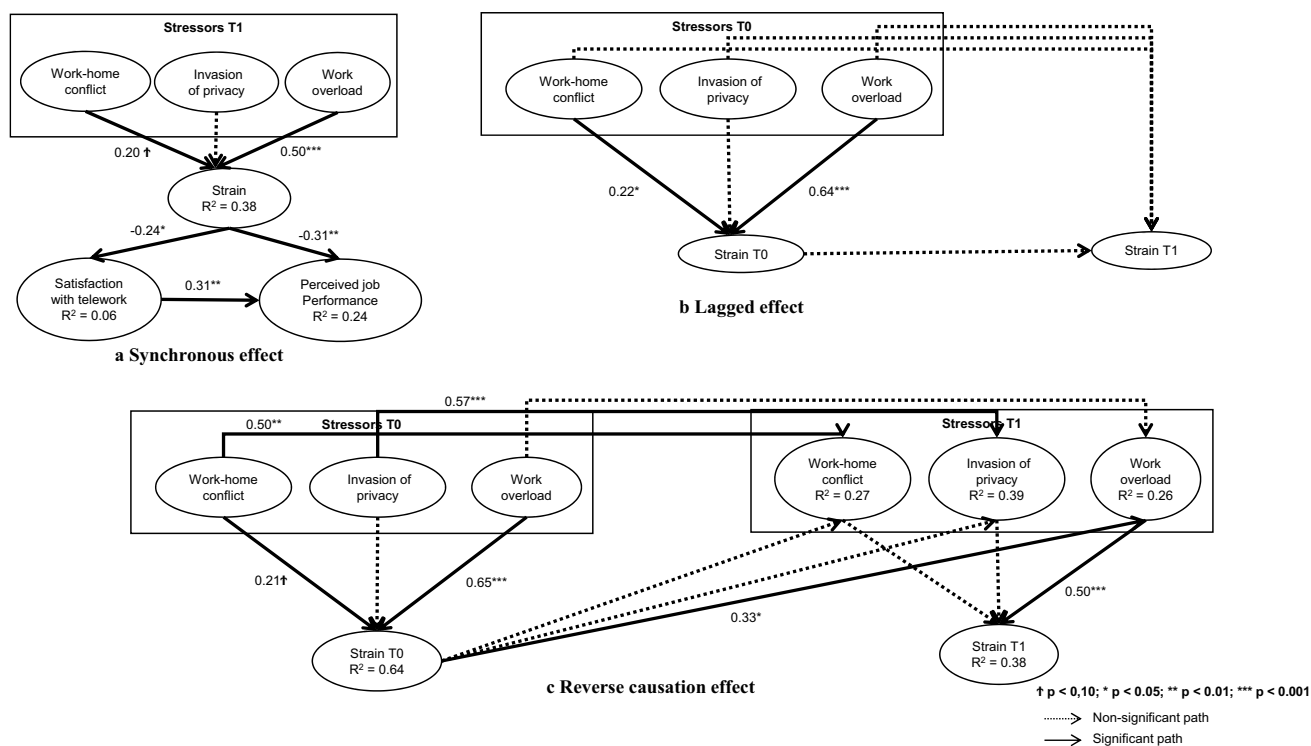 Stressors T1
Work-home
conflict
Invasion
of privacy
Work
overload
0.20 ☨
0.50***
Strain
R² = 0.38
-0.24*
-0.31**
Satisfaction
with telework
R² = 0.06
0.31**
Perceived job
Performance
R² = 0.24
a Synchronous effect
Stressors T0
Work-home
conflict
Invasion of
privacy
Work
overload
0.22*
0.64***
Strain T0
Strain T1
b Lagged effect
0.57***
0.50**
Stressors T0
Stressors T1
Work-home
conflict
Invasion of
privacy
Work
overload
Work-home
conflict
R² = 0.27
Invasion of
privacy
R² = 0.39
Work
overload
R² = 0.26
0.21☨
0.65***
0.33*
0.50***
Strain T0
R² = 0.64
Strain T1
R² = 0.38
c Reverse causation effect
☨ p < 0,10; * p < 0.05; ** p < 0.01; *** p < 0.001
Non-significant path
Significant path